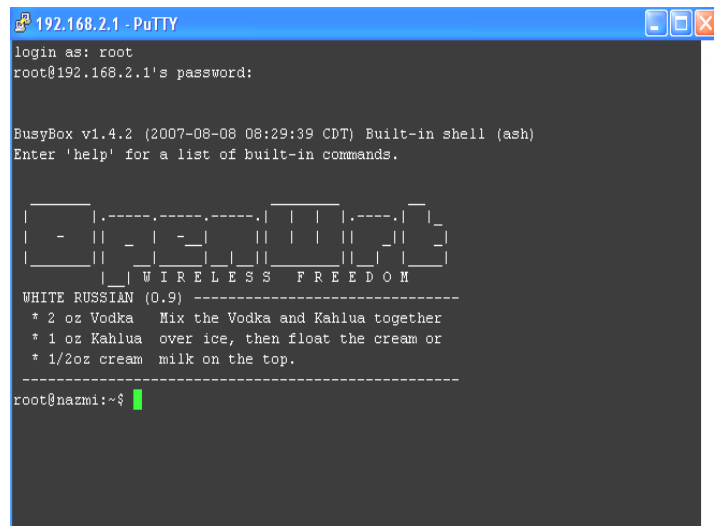 192.168.2.1 - PuTTY
login as: root
root@192.168.2.1's password:
BusyBox v1.4.2 (2007-08-08 08:29:39 CDT) Built-in shell (ash)
Enter 'help' for a list of built-in commands.
OpenWrt
W I R E L E S S   F R E E D O M
WHITE RUSSIAN (0.9) -------------------------------
* 2 oz Vodka   Mix the Vodka and Kahlua together
* 1 oz Kahlua  over ice, then float the cream or
* 1/2oz cream  milk on the top.
---------------------------------------------------
root@nazmi:~$